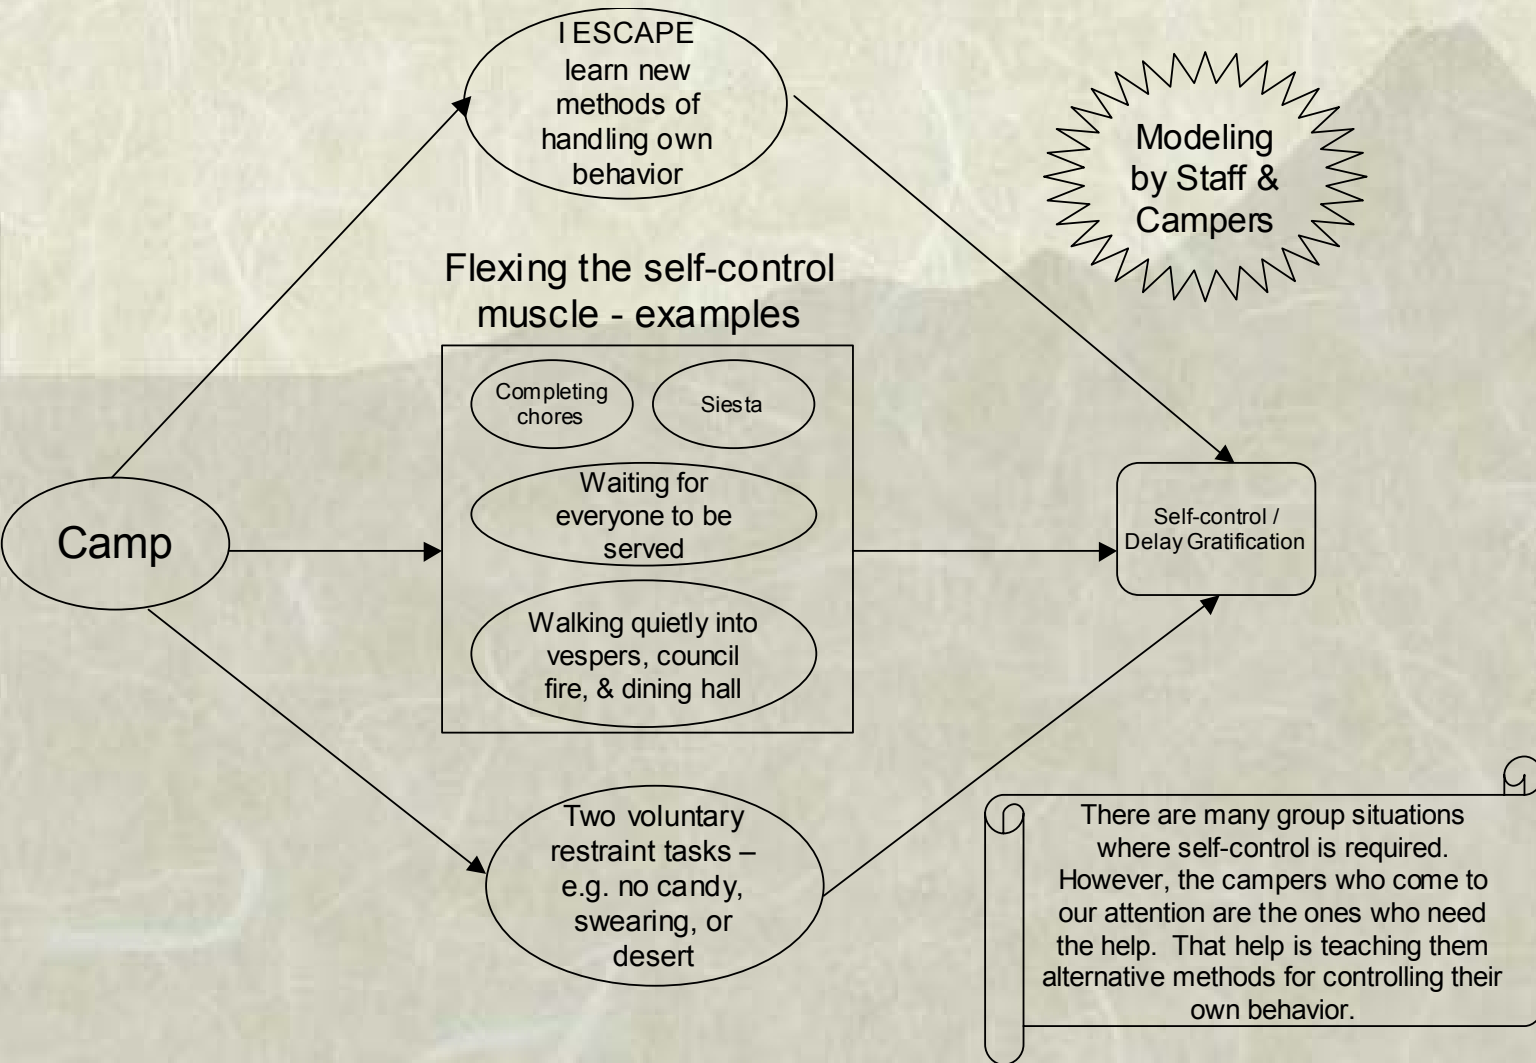 I ESCAPE
learn new
methods of
handling own
behavior
Modeling
by Staff &
Campers
Flexing the self-control
muscle - examples
Completing
chores
Siesta
Waiting for
everyone to be
served
Walking quietly into
vespers, council
fire, & dining hall
Camp
Self-control /
Delay Gratification
Two voluntary
restraint tasks –
e.g. no candy,
swearing, or
desert
There are many group situations
where self-control is required.
However, the campers who come to
our attention are the ones who need
the help.  That help is teaching them
alternative methods for controlling their
own behavior.